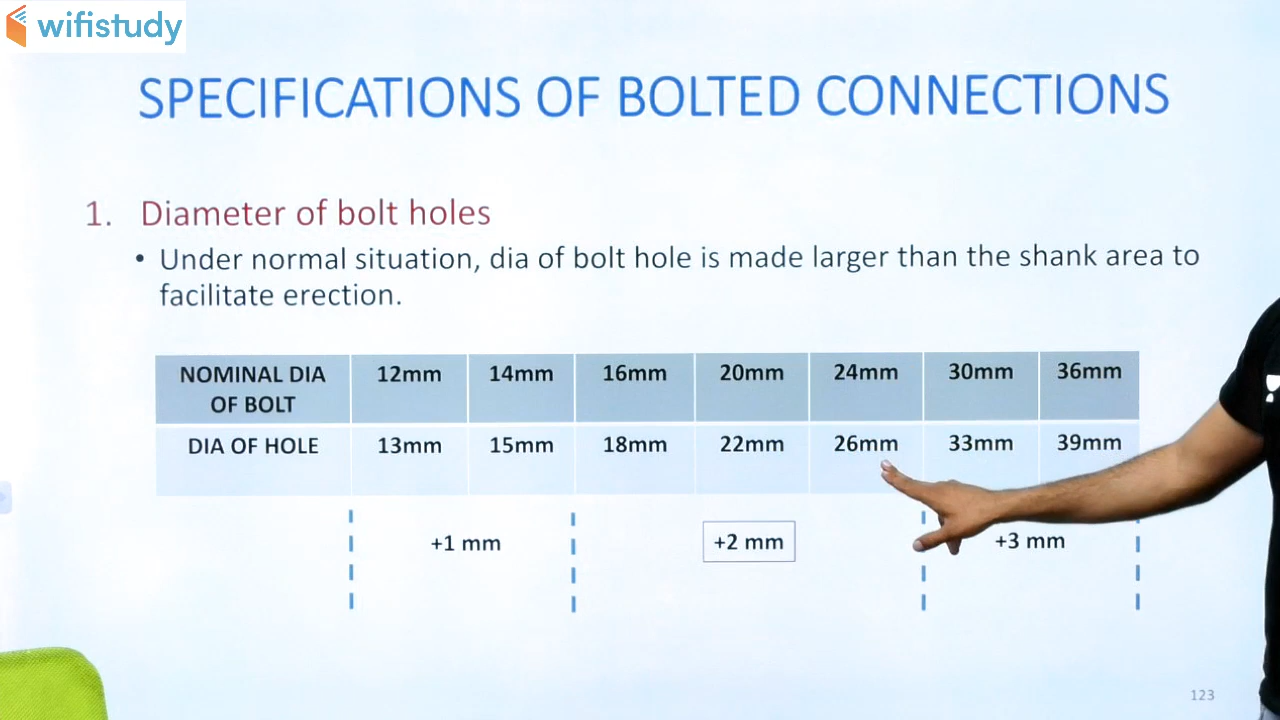 wifistudy
SPECIFICATIONS OF BOLTED CONNECTIONS
1. Diameter of bolt holes
• Under normal situation, dia of bolt hole is made larger than the shank area to
facilitate erection.
NOMINAL DIA OF BOLT 12mm 14mm 16mm 20mm 24mm 30mm 36mm
DIA OF HOLE 13mm 15mm 18mm 22mm 26mm 33mm 39mm
+1 mm +2 mm +3 mm
123